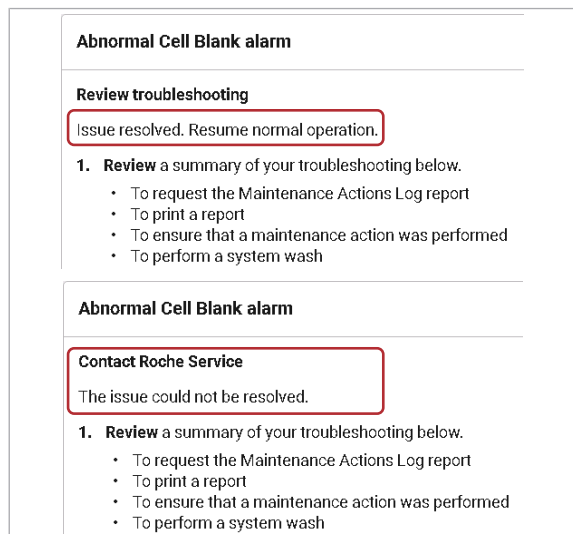 Abnormal Cell Blank alarm
Review troubleshooting
Issue resolved. Resume normal operation.
1. Review a summary of your troubleshooting below.
• To request the Maintenance Actions Log report
• To print a report
• To ensure that a maintenance action was performed
• To perform a system wash
Abnormal Cell Blank alarm
Contact Roche Service
The issue could not be resolved.
1. Review a summary of your troubleshooting below.
• To request the Maintenance Actions Log report
• To print a report
• To ensure that a maintenance action was performed
• To perform a system wash